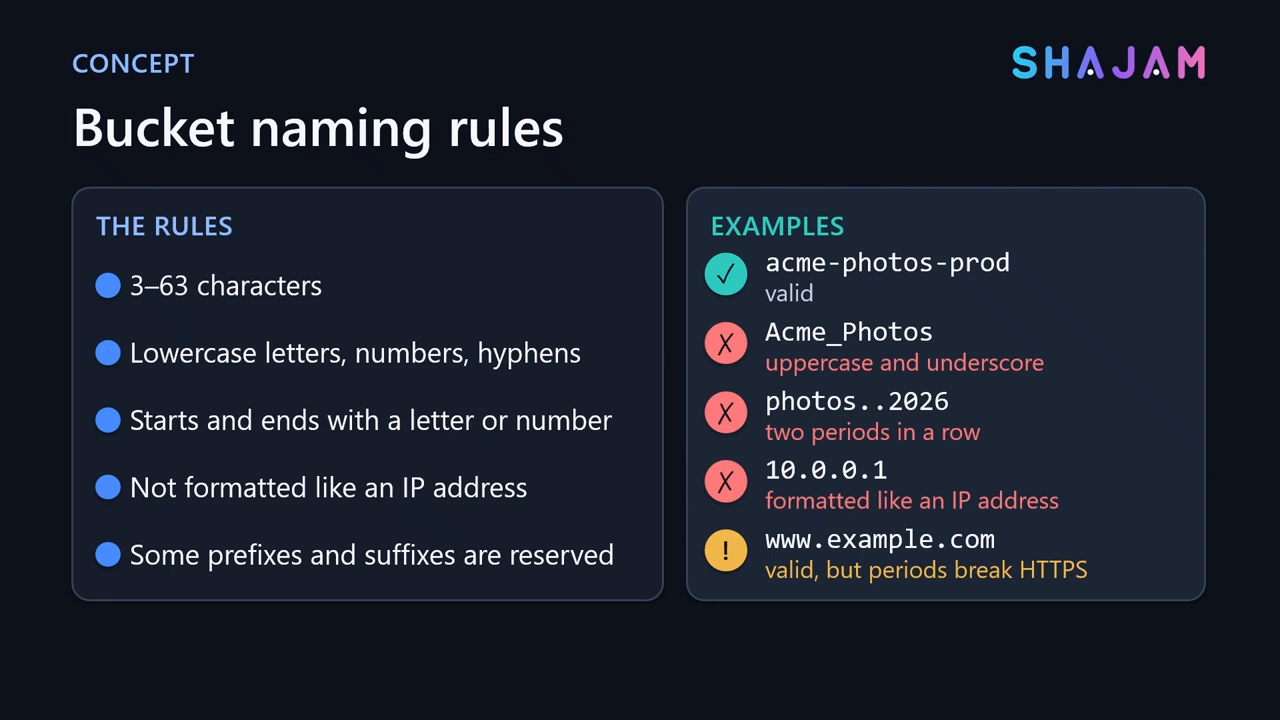 CONCEPT
SHAJAM
Bucket naming rules
THE RULES
3–63 characters
Lowercase letters, numbers, hyphens
Starts and ends with a letter or number
Not formatted like an IP address
Some prefixes and suffixes are reserved
EXAMPLES
✓ acme-photos-prod
valid
X Acme_Photos
uppercase and underscore
X photos..2026
two periods in a row
X 10.0.0.1
formatted like an IP address
! www.example.com
valid, but periods break HTTPS